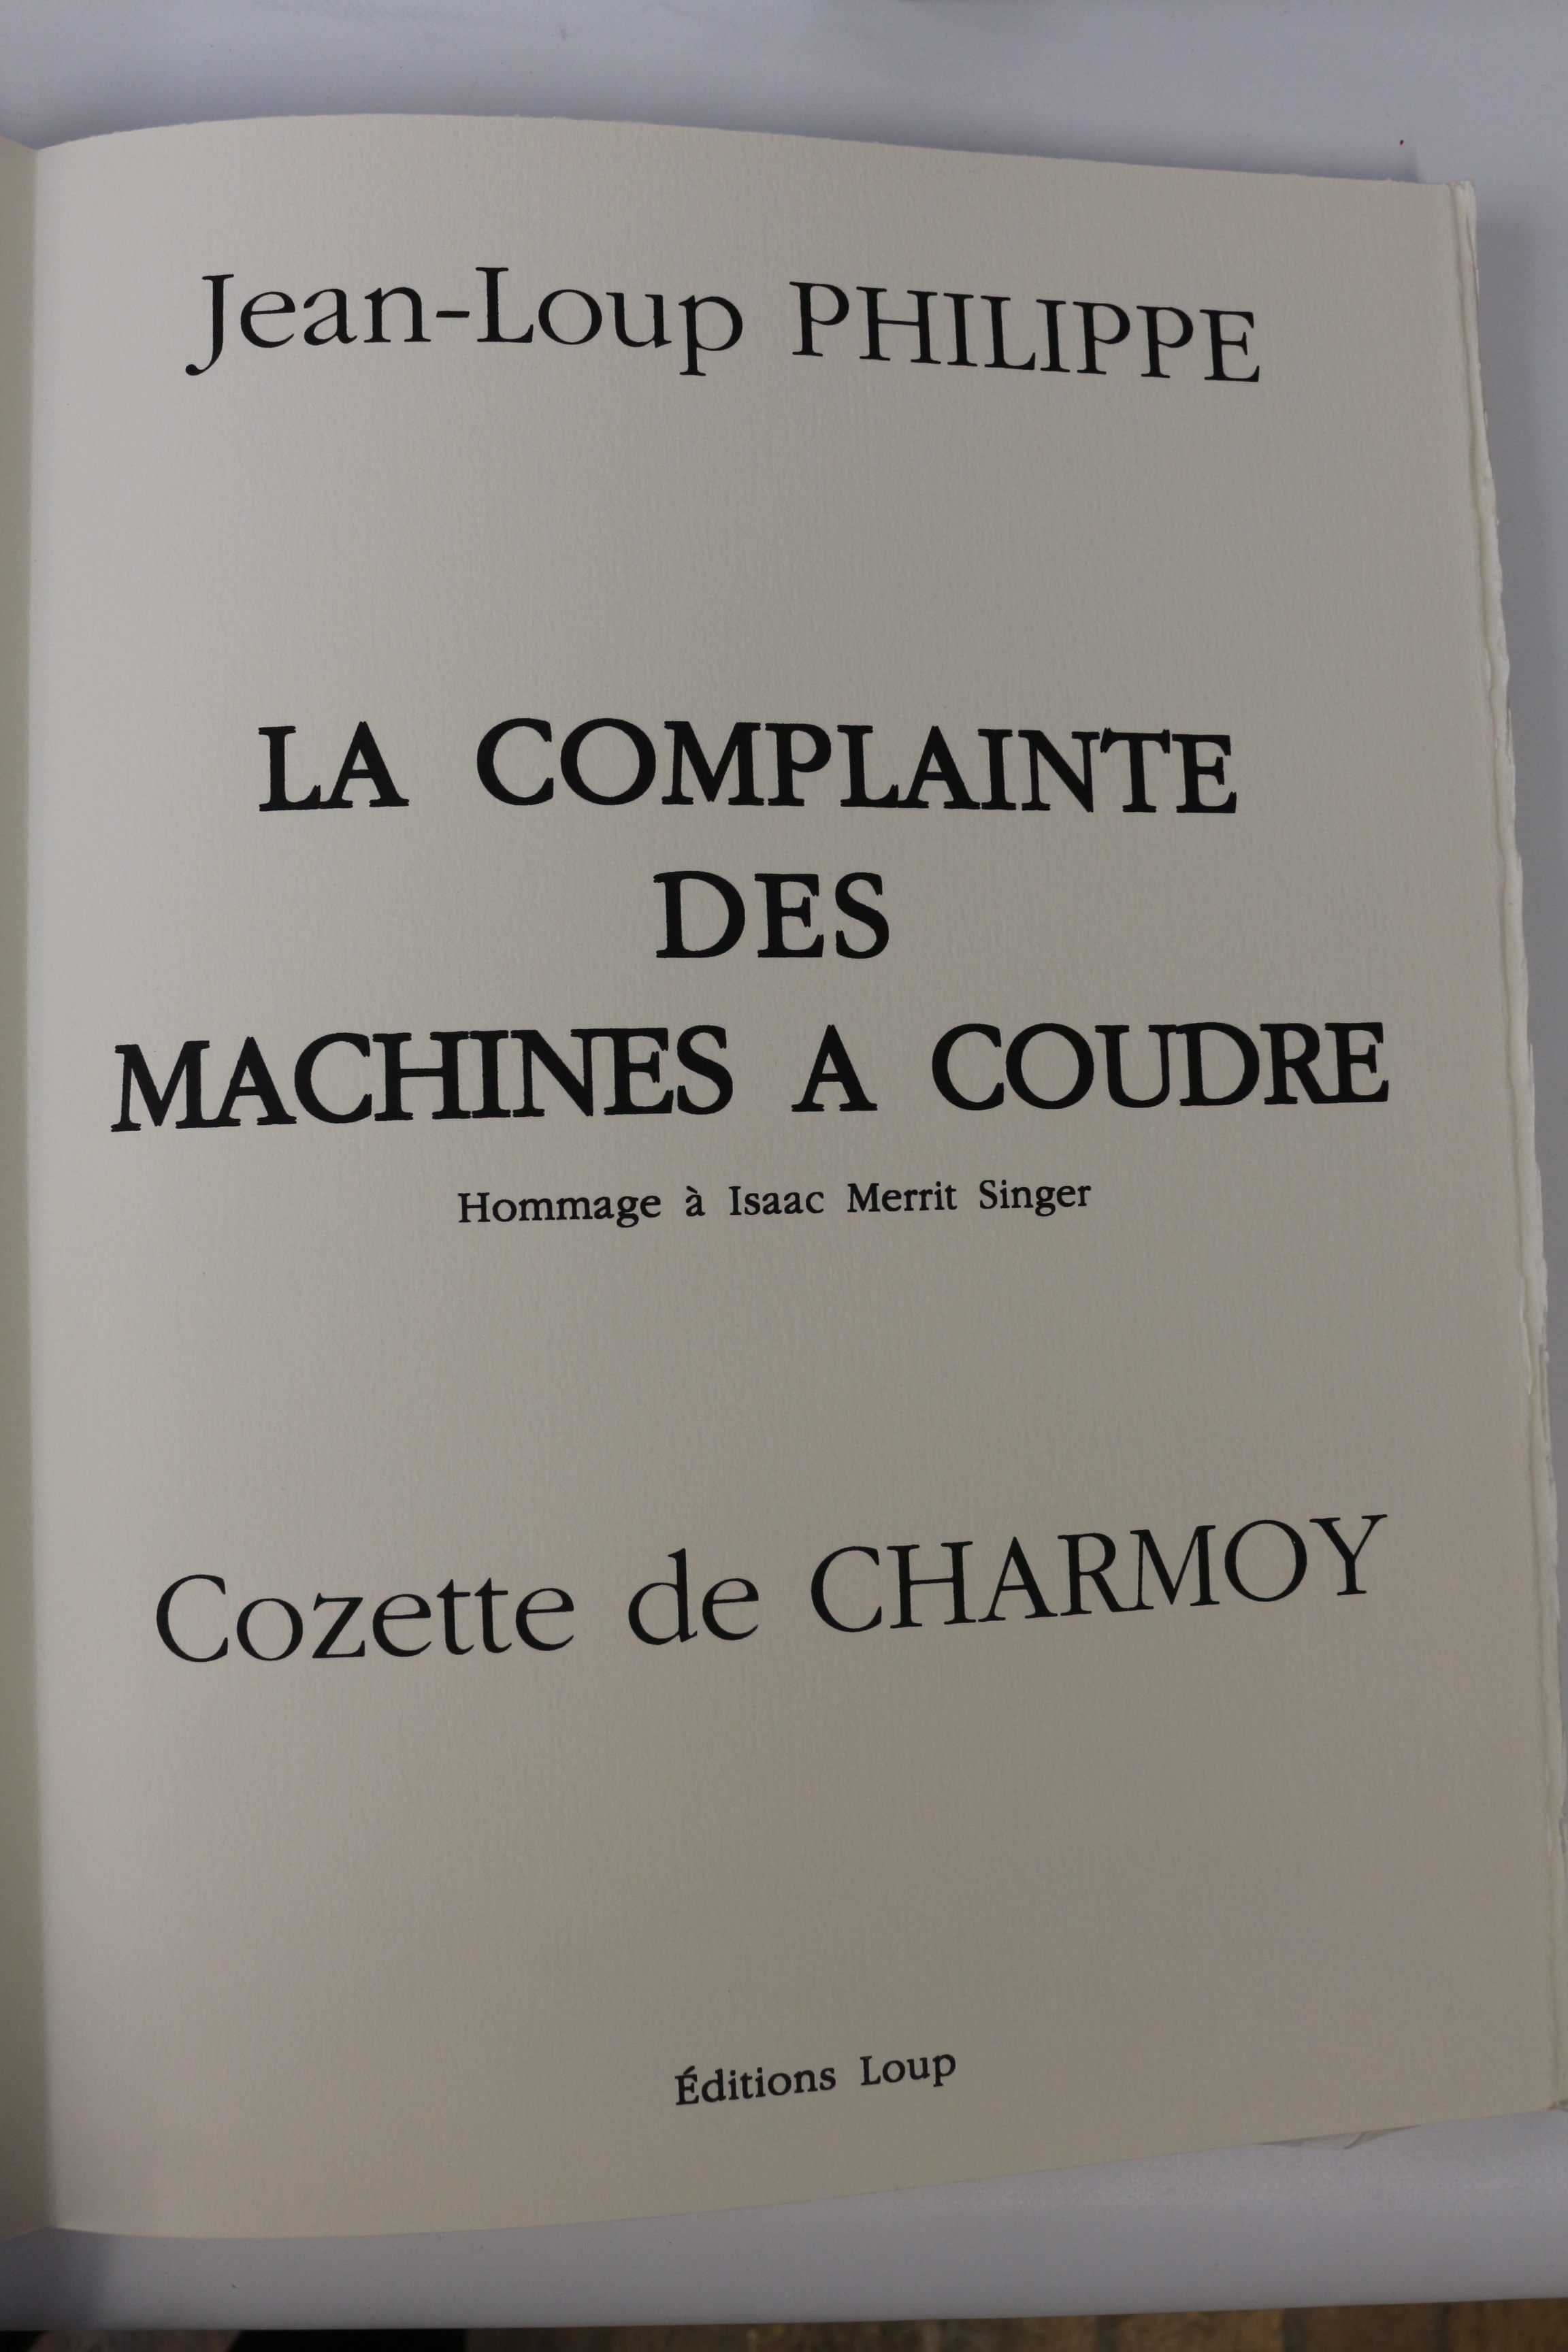 Jean-Loup PHILIPPE
LA COMPLAINTE
DES
MACHINES A COUDRE
Hommage à Isaac Merrit Singer
Cozette de CHARMOY
Éditions Loup